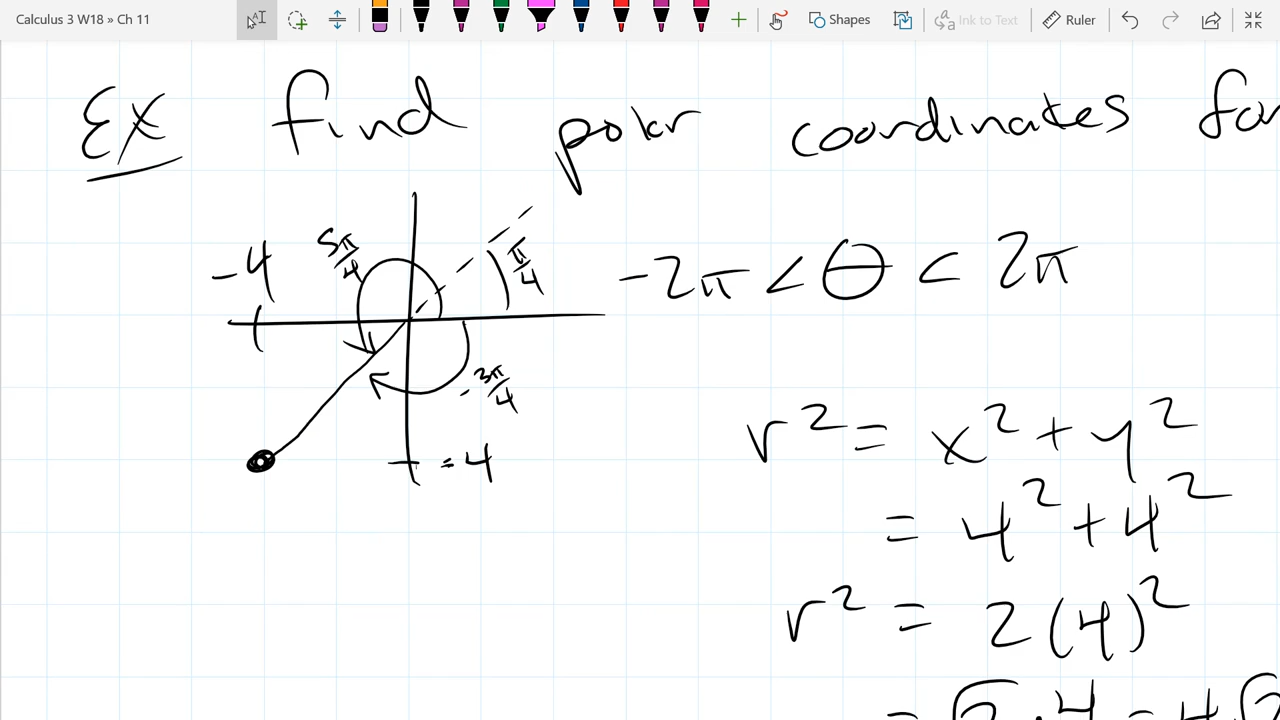 Calculus 3 W18 » Ch 11
Shapes
Ink to Text
Ruler
Ex find polar coordinates for
-4
5π/4
π/4
-2π < θ < 2π
-3π/4
-4
r² = x² + y²
= 4² + 4²
r² = 2(4)²